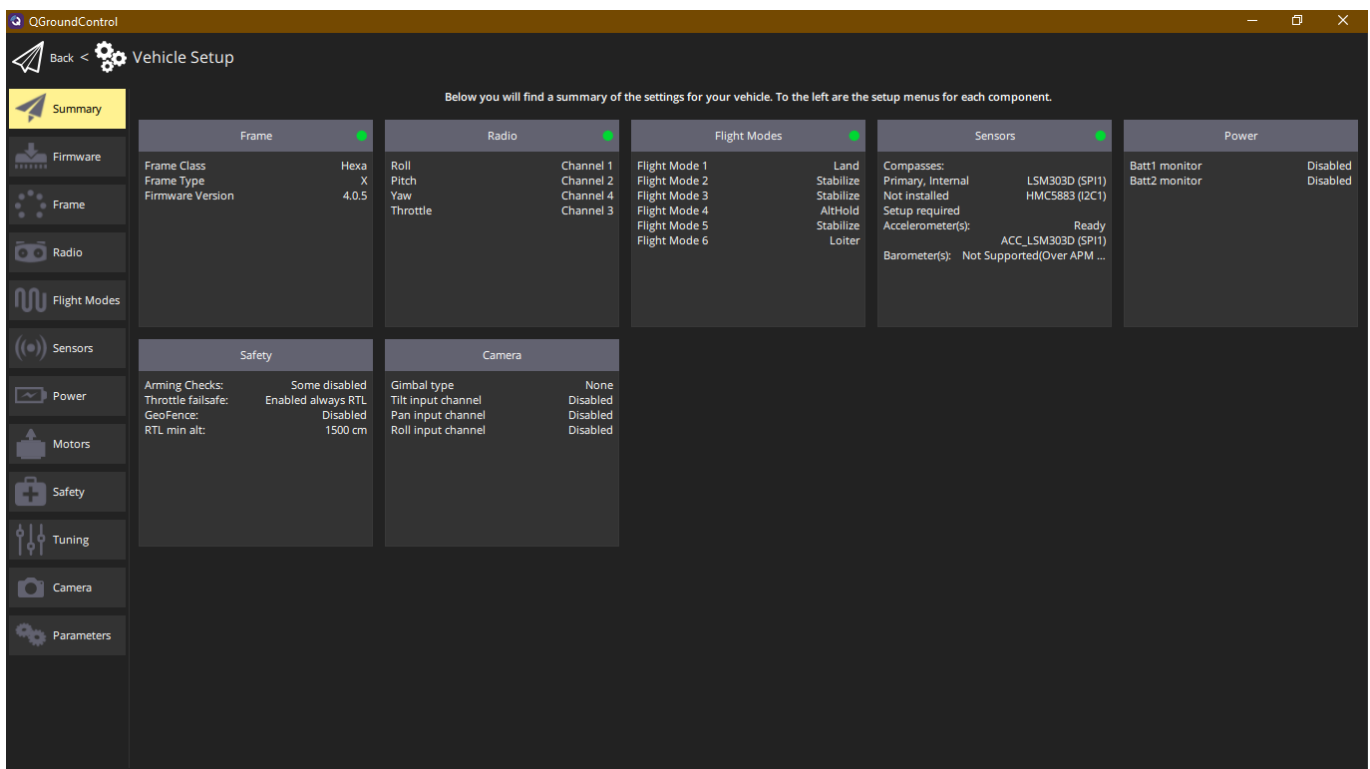 QGroundControl
Back < Vehicle Setup
Below you will find a summary of the settings for your vehicle. To the left are the setup menus for each component.
Summary
Firmware
Frame
Radio
Flight Modes
Sensors
Power
Motors
Safety
Tuning
Camera
Parameters
Frame
Frame Class Hexa
Frame Type X
Firmware Version 4.0.5
Radio
Roll Channel 1
Pitch Channel 2
Yaw Channel 4
Throttle Channel 3
Flight Modes
Flight Mode 1 Land
Flight Mode 2 Stabilize
Flight Mode 3 Stabilize
Flight Mode 4 AltHold
Flight Mode 5 Stabilize
Flight Mode 6 Loiter
Sensors
Compasses:
Primary, Internal LSM303D (SPI1)
Not installed HMC5883 (I2C1)
Setup required
Accelerometer(s): Ready
ACC_LSM303D (SPI1)
Barometer(s): Not Supported(Over APM ...
Power
Batt1 monitor Disabled
Batt2 monitor Disabled
Safety
Arming Checks: Some disabled
Throttle failsafe: Enabled always RTL
GeoFence: Disabled
RTL min alt: 1500 cm
Camera
Gimbal type None
Tilt input channel Disabled
Pan input channel Disabled
Roll input channel Disabled